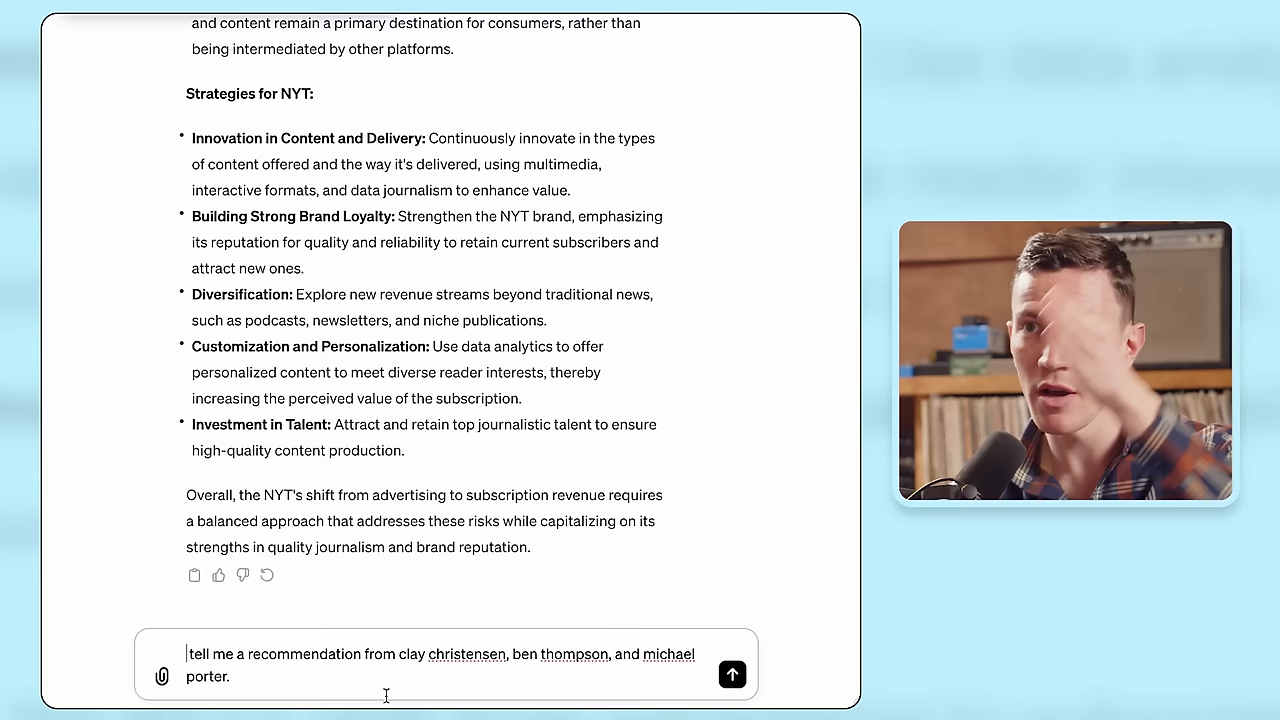 and content remain a primary destination for consumers, rather than
being intermediated by other platforms.
Strategies for NYT:
• Innovation in Content and Delivery: Continuously innovate in the types
of content offered and the way it's delivered, using multimedia,
interactive formats, and data journalism to enhance value.
• Building Strong Brand Loyalty: Strengthen the NYT brand, emphasizing
its reputation for quality and reliability to retain current subscribers and
attract new ones.
• Diversification: Explore new revenue streams beyond traditional news,
such as podcasts, newsletters, and niche publications.
• Customization and Personalization: Use data analytics to offer
personalized content to meet diverse reader interests, thereby
increasing the perceived value of the subscription.
• Investment in Talent: Attract and retain top journalistic talent to ensure
high-quality content production.
Overall, the NYT's shift from advertising to subscription revenue requires
a balanced approach that addresses these risks while capitalizing on its
strengths in quality journalism and brand reputation.
tell me a recommendation from clay christensen, ben thompson, and michael
porter.